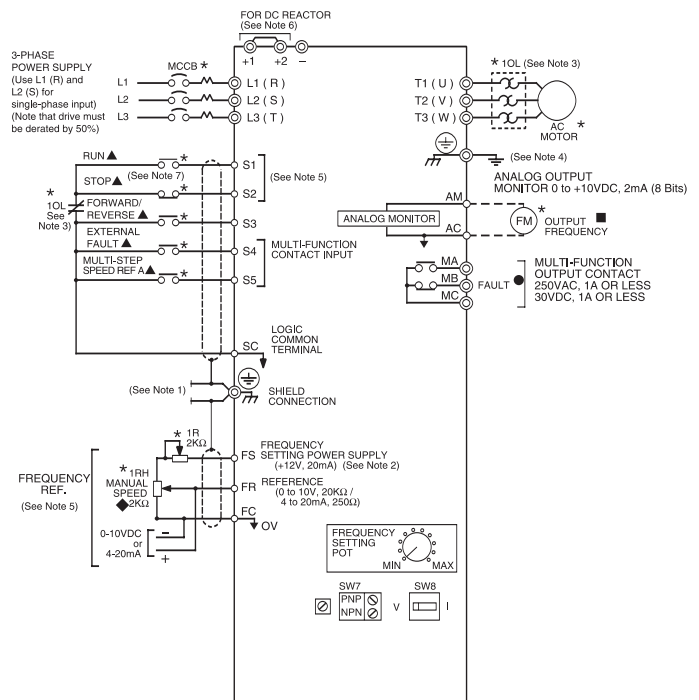 FOR DC REACTOR
(See Note 6)
+1 +2 –
3-PHASE
POWER SUPPLY
(Use L1 (R) and
L2 (S) for
single-phase input)
(Note that drive must
be derated by 50%)
MCCB *
L1
L2
L3
L1 ( R )
L2 ( S )
L3 ( T )
T1 ( U )
T2 ( V )
T3 ( W )
* 1OL (See Note 3)
AC
MOTOR *
(See Note 4)
RUN ▲ *
(See Note 7)
STOP ▲ *
* 1OL
See
Note 3)
FORWARD/
REVERSE ▲ *
EXTERNAL
FAULT ▲ *
MULTI-STEP
SPEED REF A ▲ *
S1
S2
S3
S4
S5
(See Note 5)
MULTI-FUNCTION
CONTACT INPUT
ANALOG OUTPUT
MONITOR 0 to +10VDC, 2mA (8 Bits)
AM
ANALOG MONITOR
AC
FM *
OUTPUT ■
FREQUENCY
MA
MB
MC
FAULT ●
MULTI-FUNCTION
OUTPUT CONTACT
250VAC, 1A OR LESS
30VDC, 1A OR LESS
SC
LOGIC
COMMON
TERMINAL
(See Note 1)
SHIELD
CONNECTION
* 1R
2KΩ
FS
FREQUENCY
SETTING POWER SUPPLY
(+12V, 20mA) (See Note 2)
FREQUENCY
REF.
(See Note 5)
* 1RH
MANUAL
SPEED
◆ 2KΩ
FR
REFERENCE
(0 to 10V, 20KΩ /
4 to 20mA, 250Ω)
FC
OV
0-10VDC –
or
4-20mA +
FREQUENCY
SETTING
POT
MIN MAX
SW7 SW8
PNP
NPN
V I